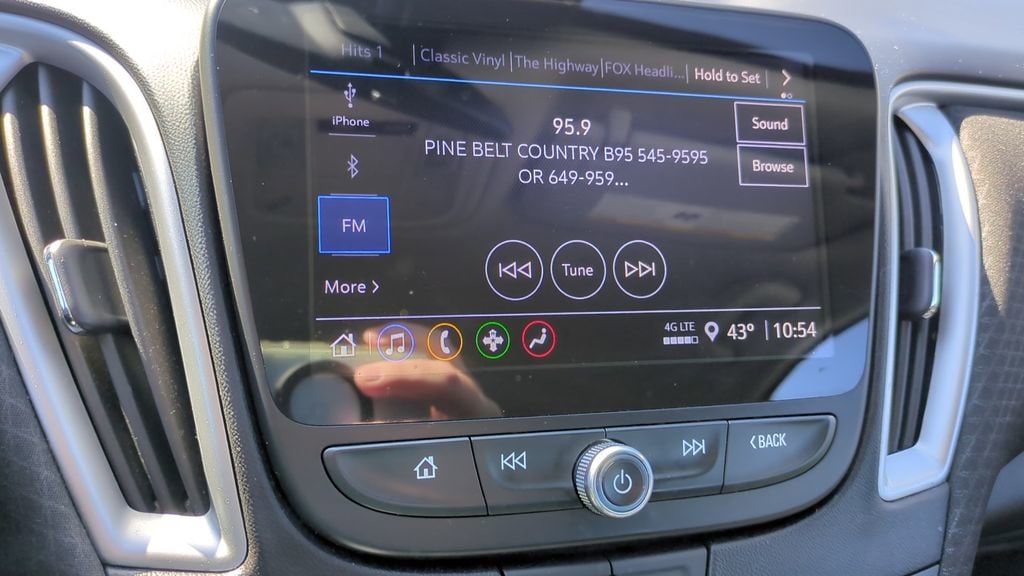 Hits 1 Classic Vinyl The Highway FOX Headli... Hold to Set
iPhone
95.9
PINE BELT COUNTRY B95 545-9595
OR 649-959...
Sound
Browse
FM
Tune
More
4G LTE
43° 10:54
BACK